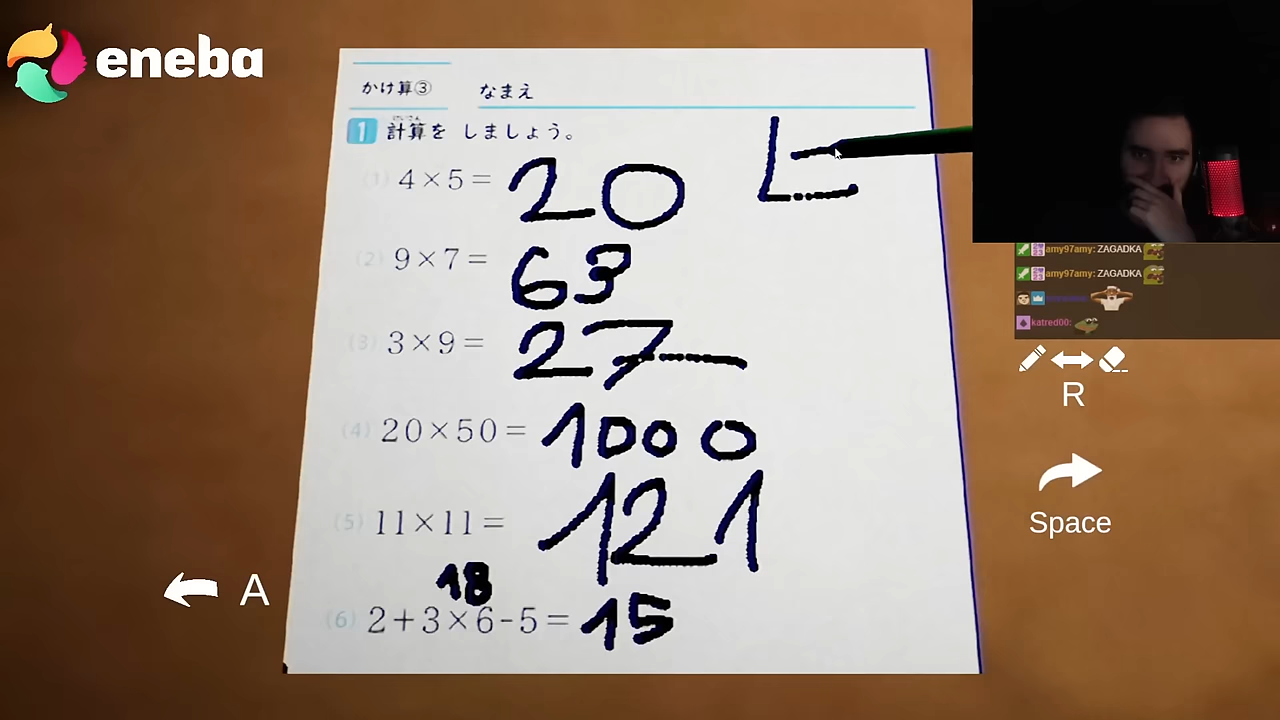 eneba
かけ算③ なまえ
1 計算を しましょう。
(1) 4×5= 20
(2) 9×7= 63
(3) 3×9= 27
(4) 20×50= 1000
(5) 11×11= 121
18
(6) 2+3×6-5= 15
amy97amy: ZAGADKA
amy97amy: ZAGADKA
katred00:
R
Space
A